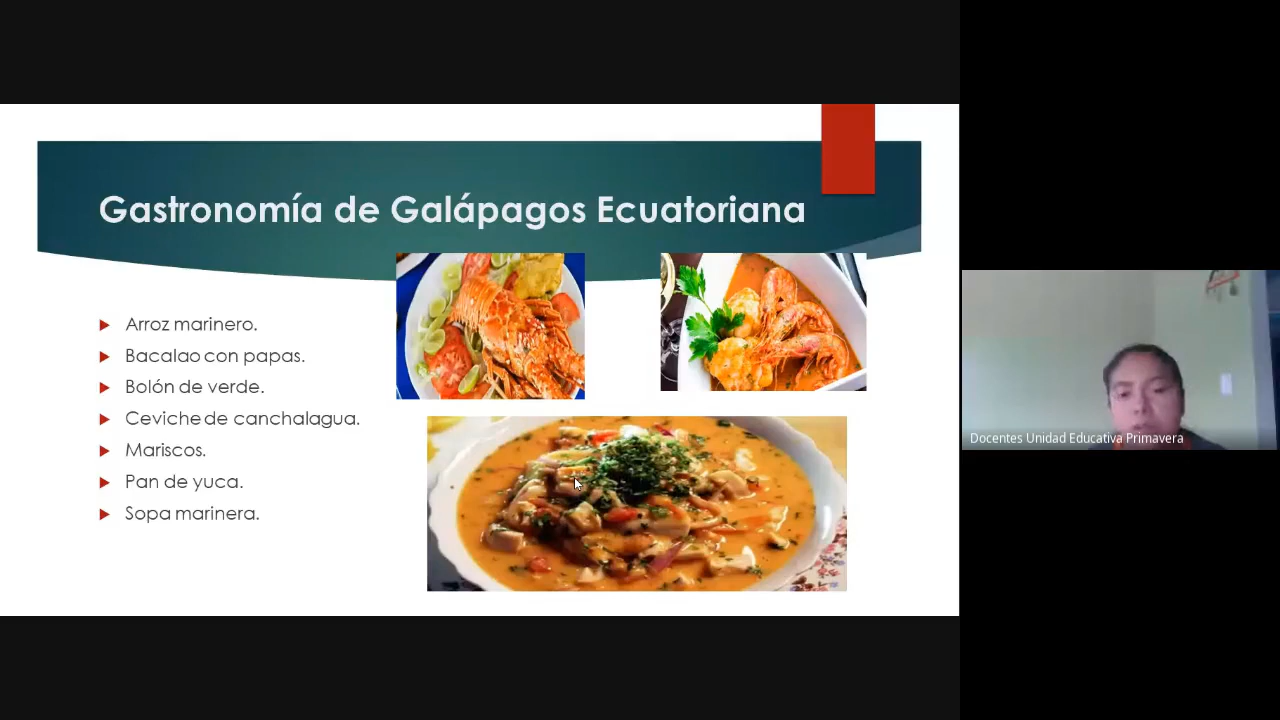 Gastronomía de Galápagos Ecuatoriana
Arroz marinero.
Bacalao con papas.
Bolón de verde.
Ceviche de canchalagua.
Mariscos.
Pan de yuca.
Sopa marinera.
Docentes Unidad Educativa Primavera